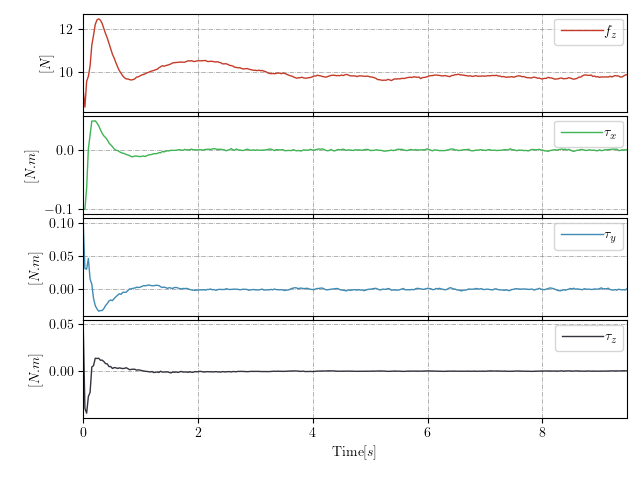 12
10
[N]
f_z
0.0
−0.1
[N.m]
τ_x
0.10
0.05
0.00
[N.m]
τ_y
0.05
0.00
[N.m]
τ_z
0 2 4 6 8
Time[s]